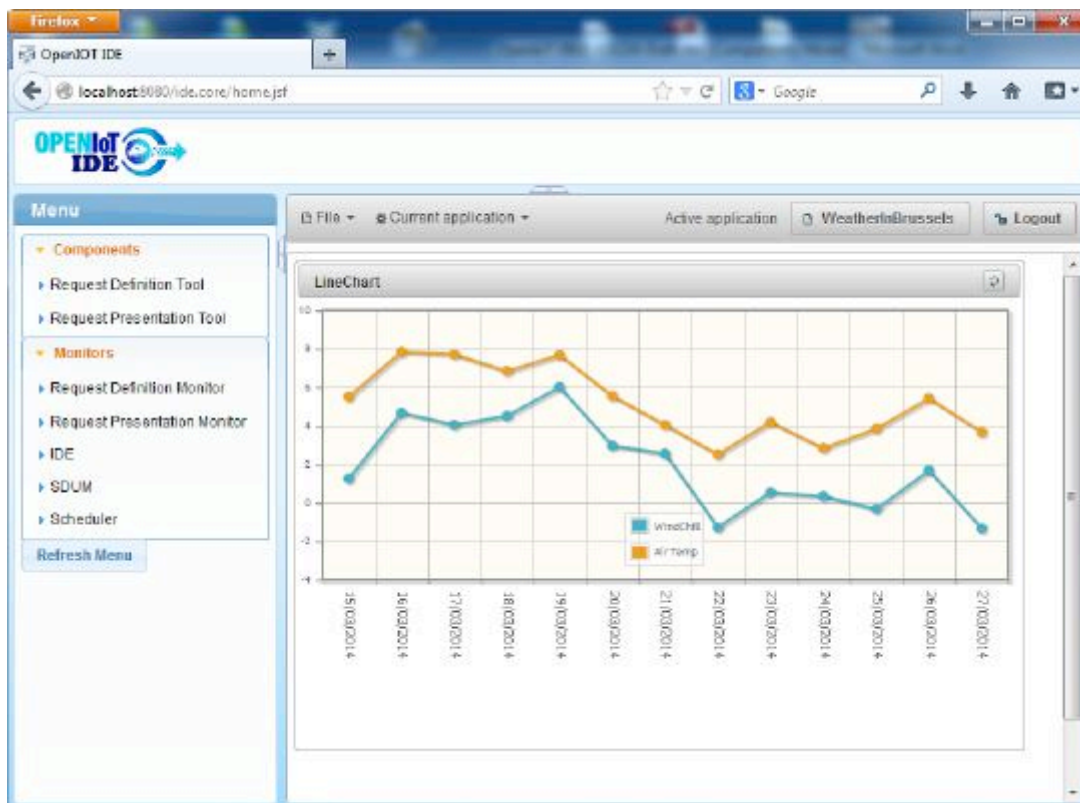 Firefox
OpenIOT IDE
localhost:8080/ide.core/home.jsf
Google
OPENIoT
IDE
Menu
File
Current application
Active application
WeatherInBrussels
Logout
Components
Request Definition Tool
Request Presentation Tool
Monitors
Request Definition Monitor
Request Presentation Monitor
IDE
SDUM
Scheduler
Refresh Menu
LineChart
10
8
6
4
2
0
-2
-4
WindChill
Air Temp
15/03/2014
16/03/2014
17/03/2014
18/03/2014
19/03/2014
20/03/2014
21/03/2014
22/03/2014
23/03/2014
24/03/2014
25/03/2014
26/03/2014
27/03/2014